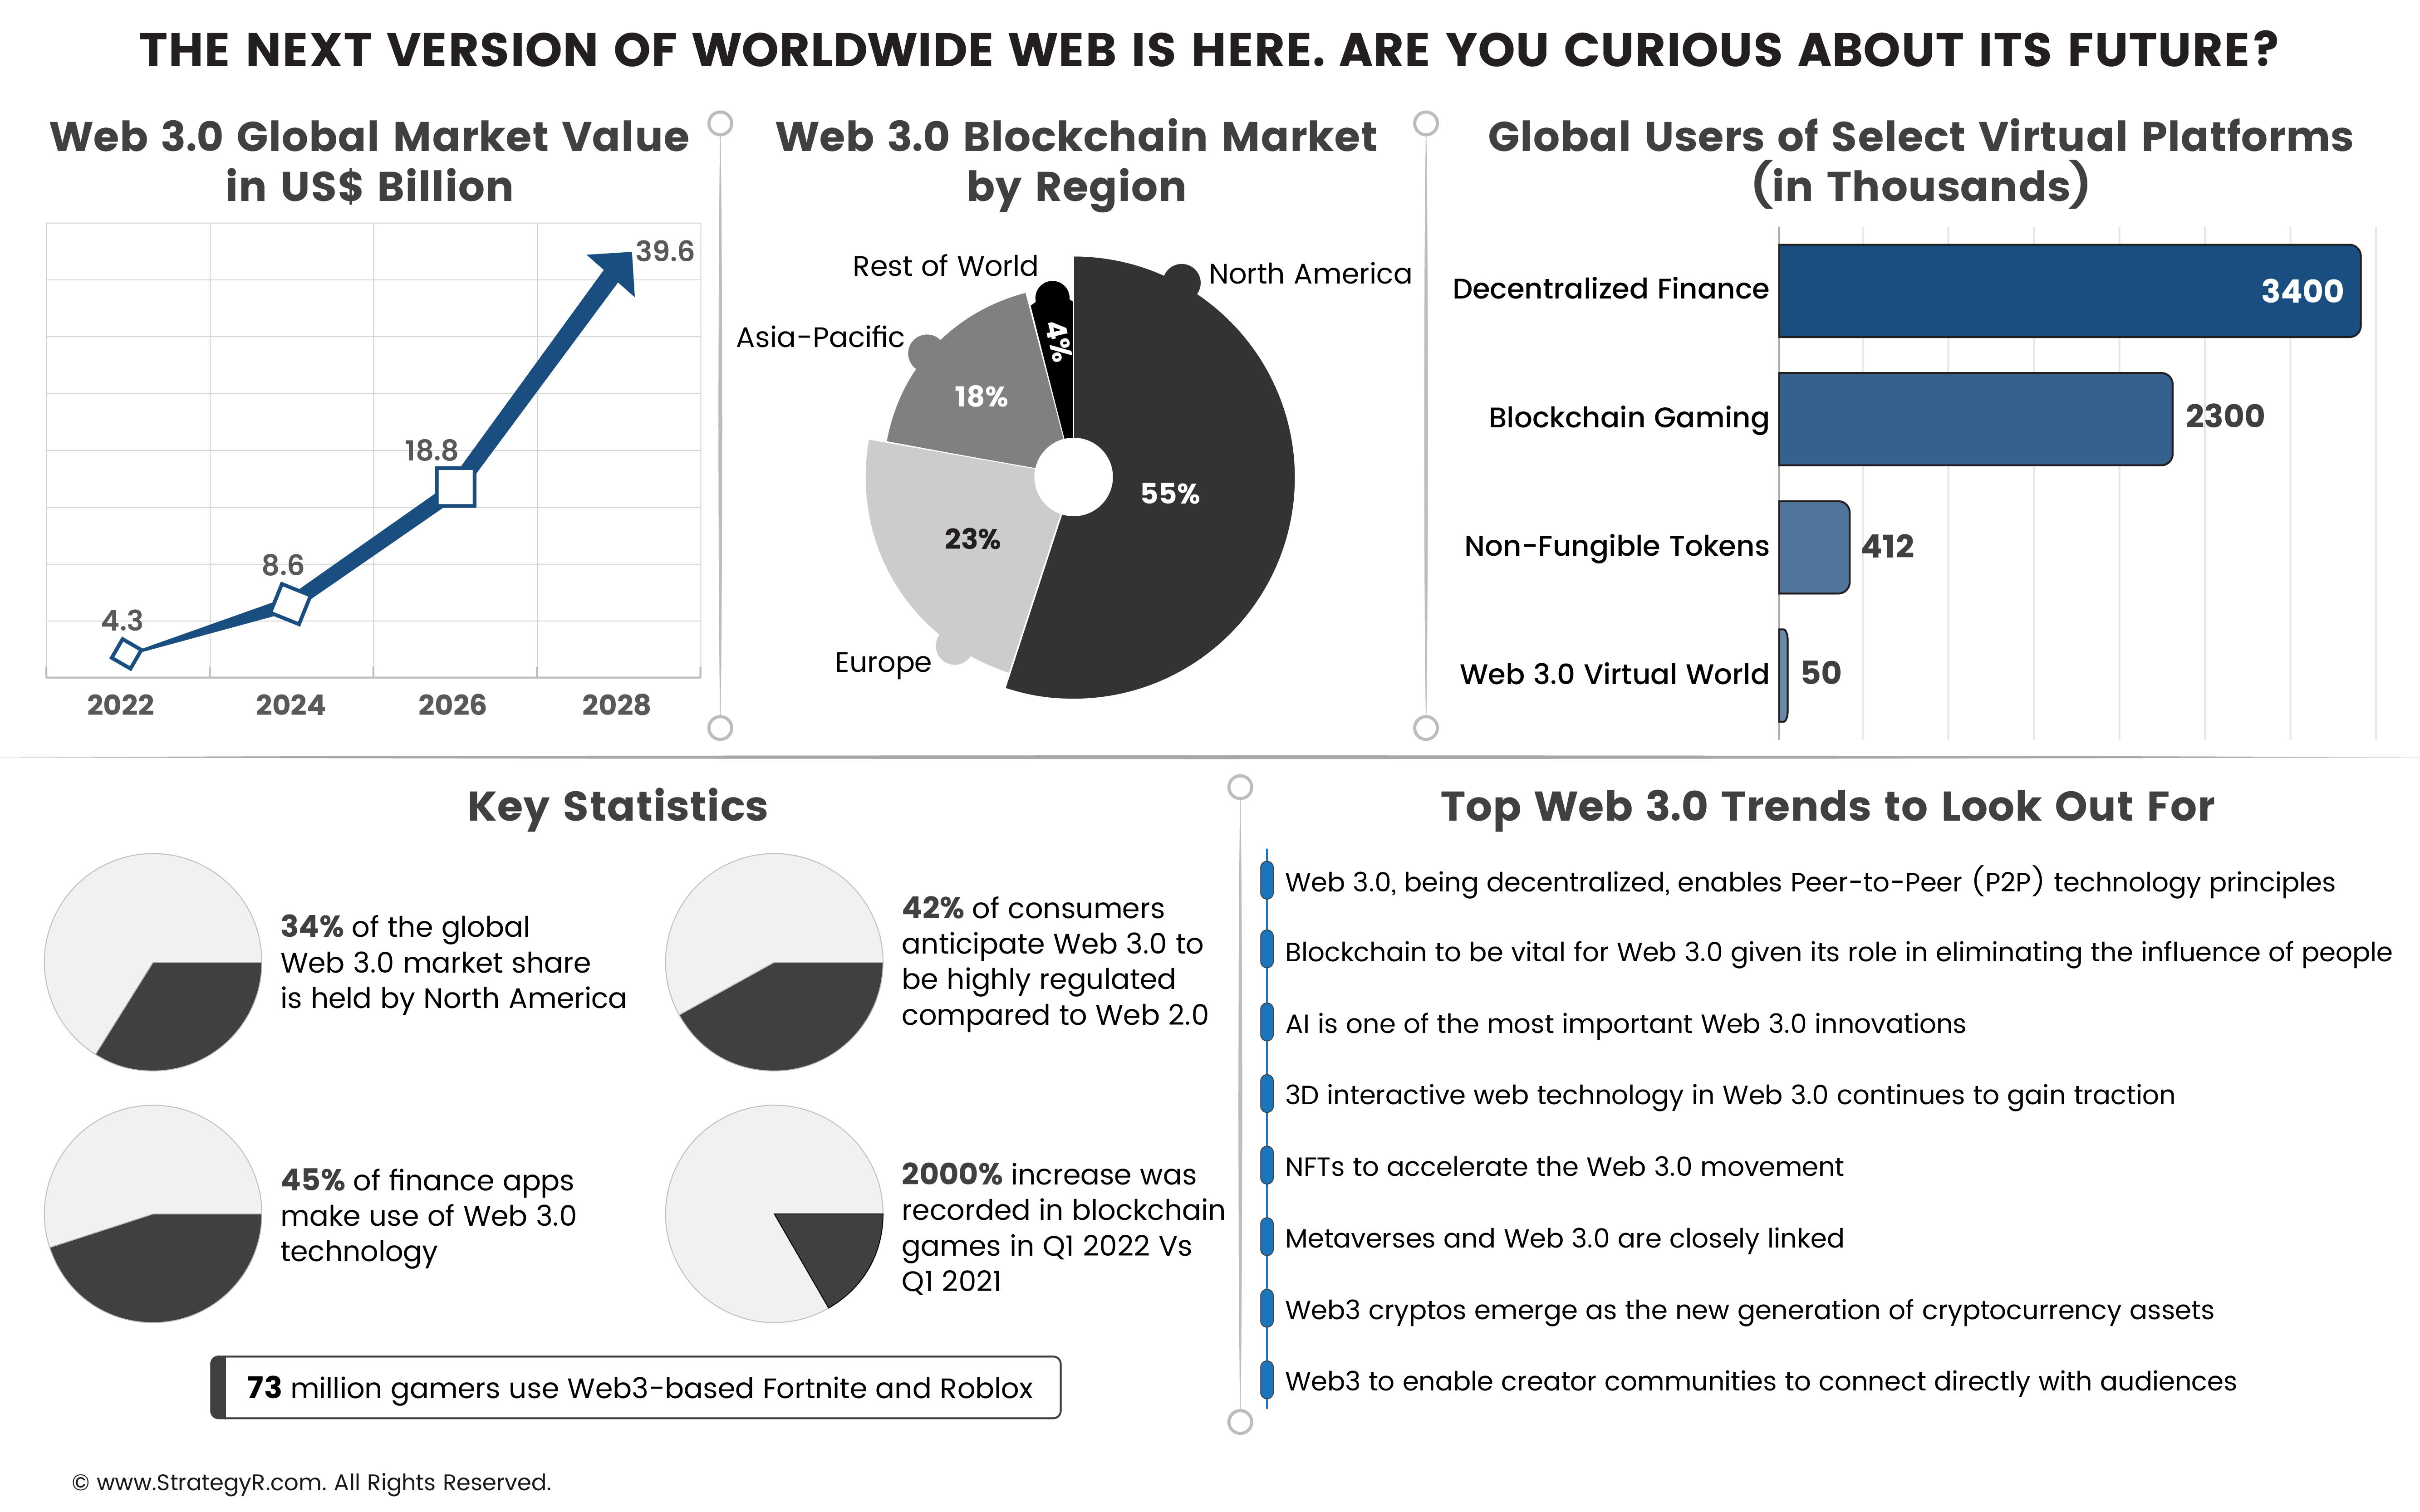 THE NEXT VERSION OF WORLDWIDE WEB IS HERE. ARE YOU CURIOUS ABOUT ITS FUTURE?
Web 3.0 Global Market Value
in US$ Billion
39.6
18.8
8.6
4.3
2022
2024
2026
2028
Web 3.0 Blockchain Market
by Region
Rest of World
North America
Asia-Pacific
4%
18%
55%
23%
Europe
Global Users of Select Virtual Platforms
(in Thousands)
Decentralized Finance
3400
Blockchain Gaming
2300
Non-Fungible Tokens
412
Web 3.0 Virtual World
50
Key Statistics
34% of the global
Web 3.0 market share
is held by North America
42% of consumers
anticipate Web 3.0 to
be highly regulated
compared to Web 2.0
45% of finance apps
make use of Web 3.0
technology
2000% increase was
recorded in blockchain
games in Q1 2022 Vs
Q1 2021
73 million gamers use Web3-based Fortnite and Roblox
Top Web 3.0 Trends to Look Out For
Web 3.0, being decentralized, enables Peer-to-Peer (P2P) technology principles
Blockchain to be vital for Web 3.0 given its role in eliminating the influence of people
AI is one of the most important Web 3.0 innovations
3D interactive web technology in Web 3.0 continues to gain traction
NFTs to accelerate the Web 3.0 movement
Metaverses and Web 3.0 are closely linked
Web3 cryptos emerge as the new generation of cryptocurrency assets
Web3 to enable creator communities to connect directly with audiences
© www.StrategyR.com. All Rights Reserved.